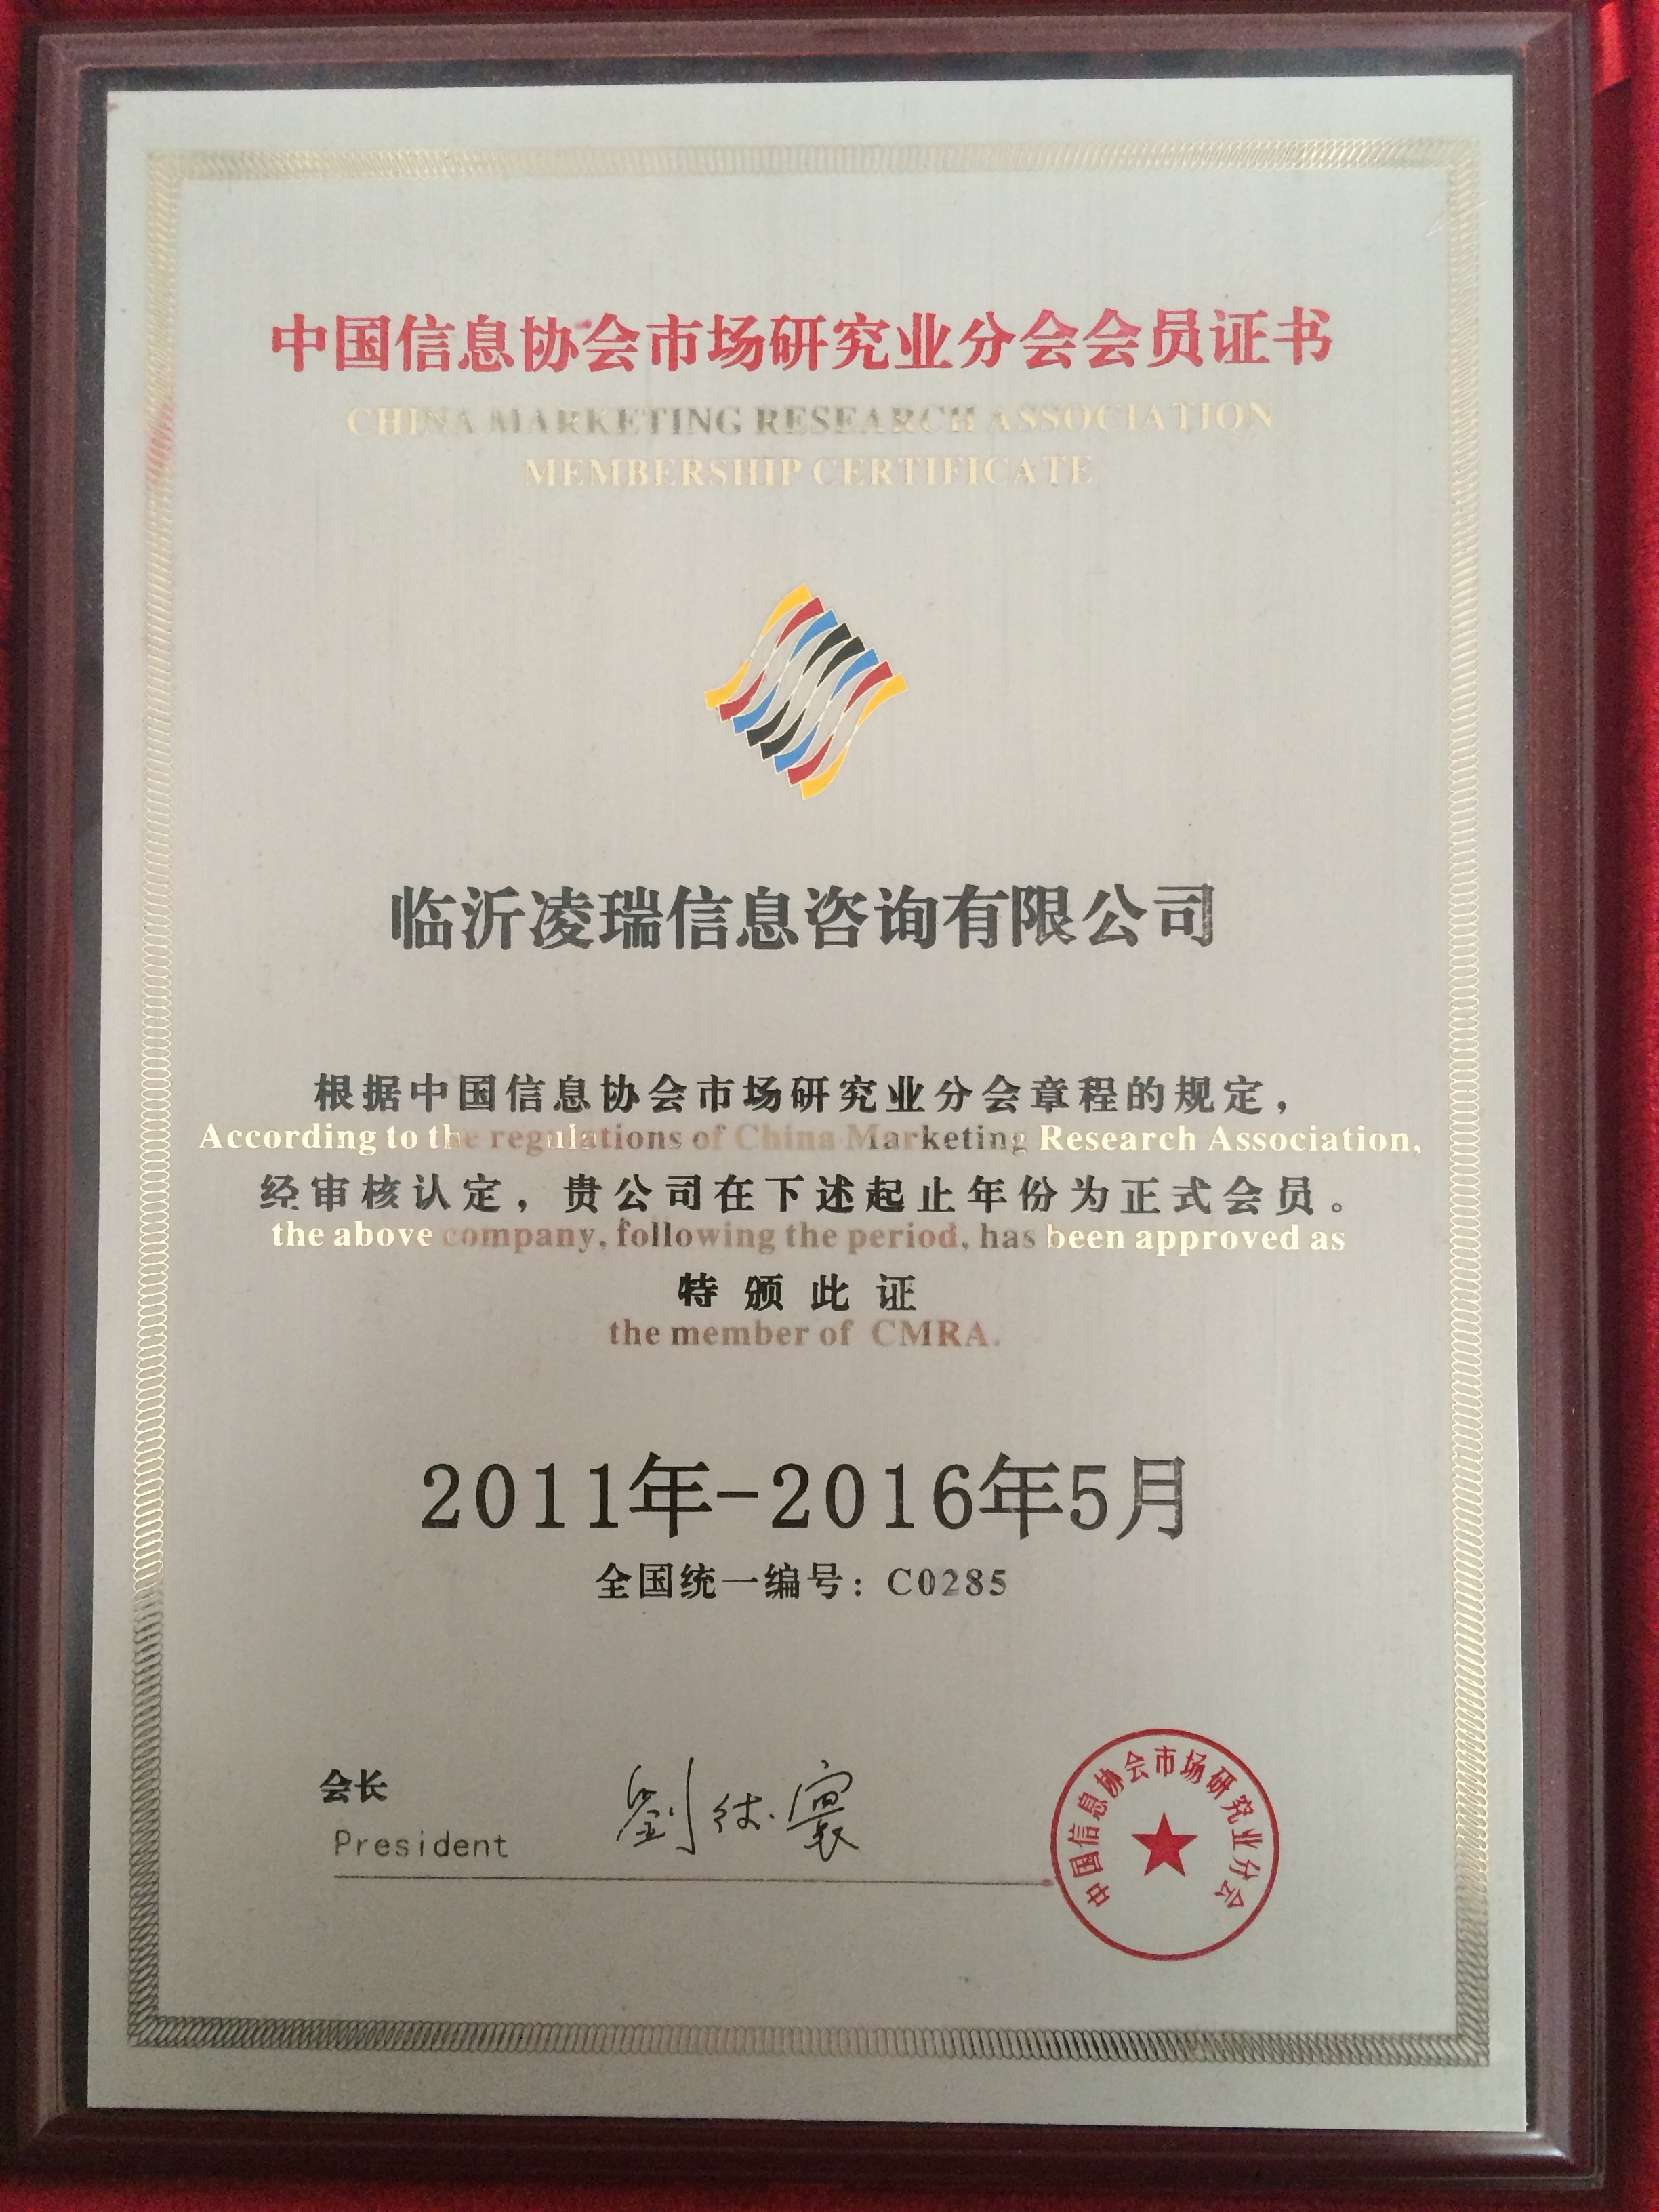 中国信息协会市场研究业分会会员证书
CHINA MARKETING RESEARCH ASSOCIATION
MEMBERSHIP CERTIFICATE
临沂凌瑞信息咨询有限公司
根据中国信息协会市场研究业分会章程的规定，
According to the regulations of China Marketing Research Association,
经审核认定，贵公司在下述起止年份为正式会员。
the above company, following the period, has been approved as
特颁此证
the member of CMRA.
2011年-2016年5月
全国统一编号：C0285
会长
President
中国信息协会市场研究业分会